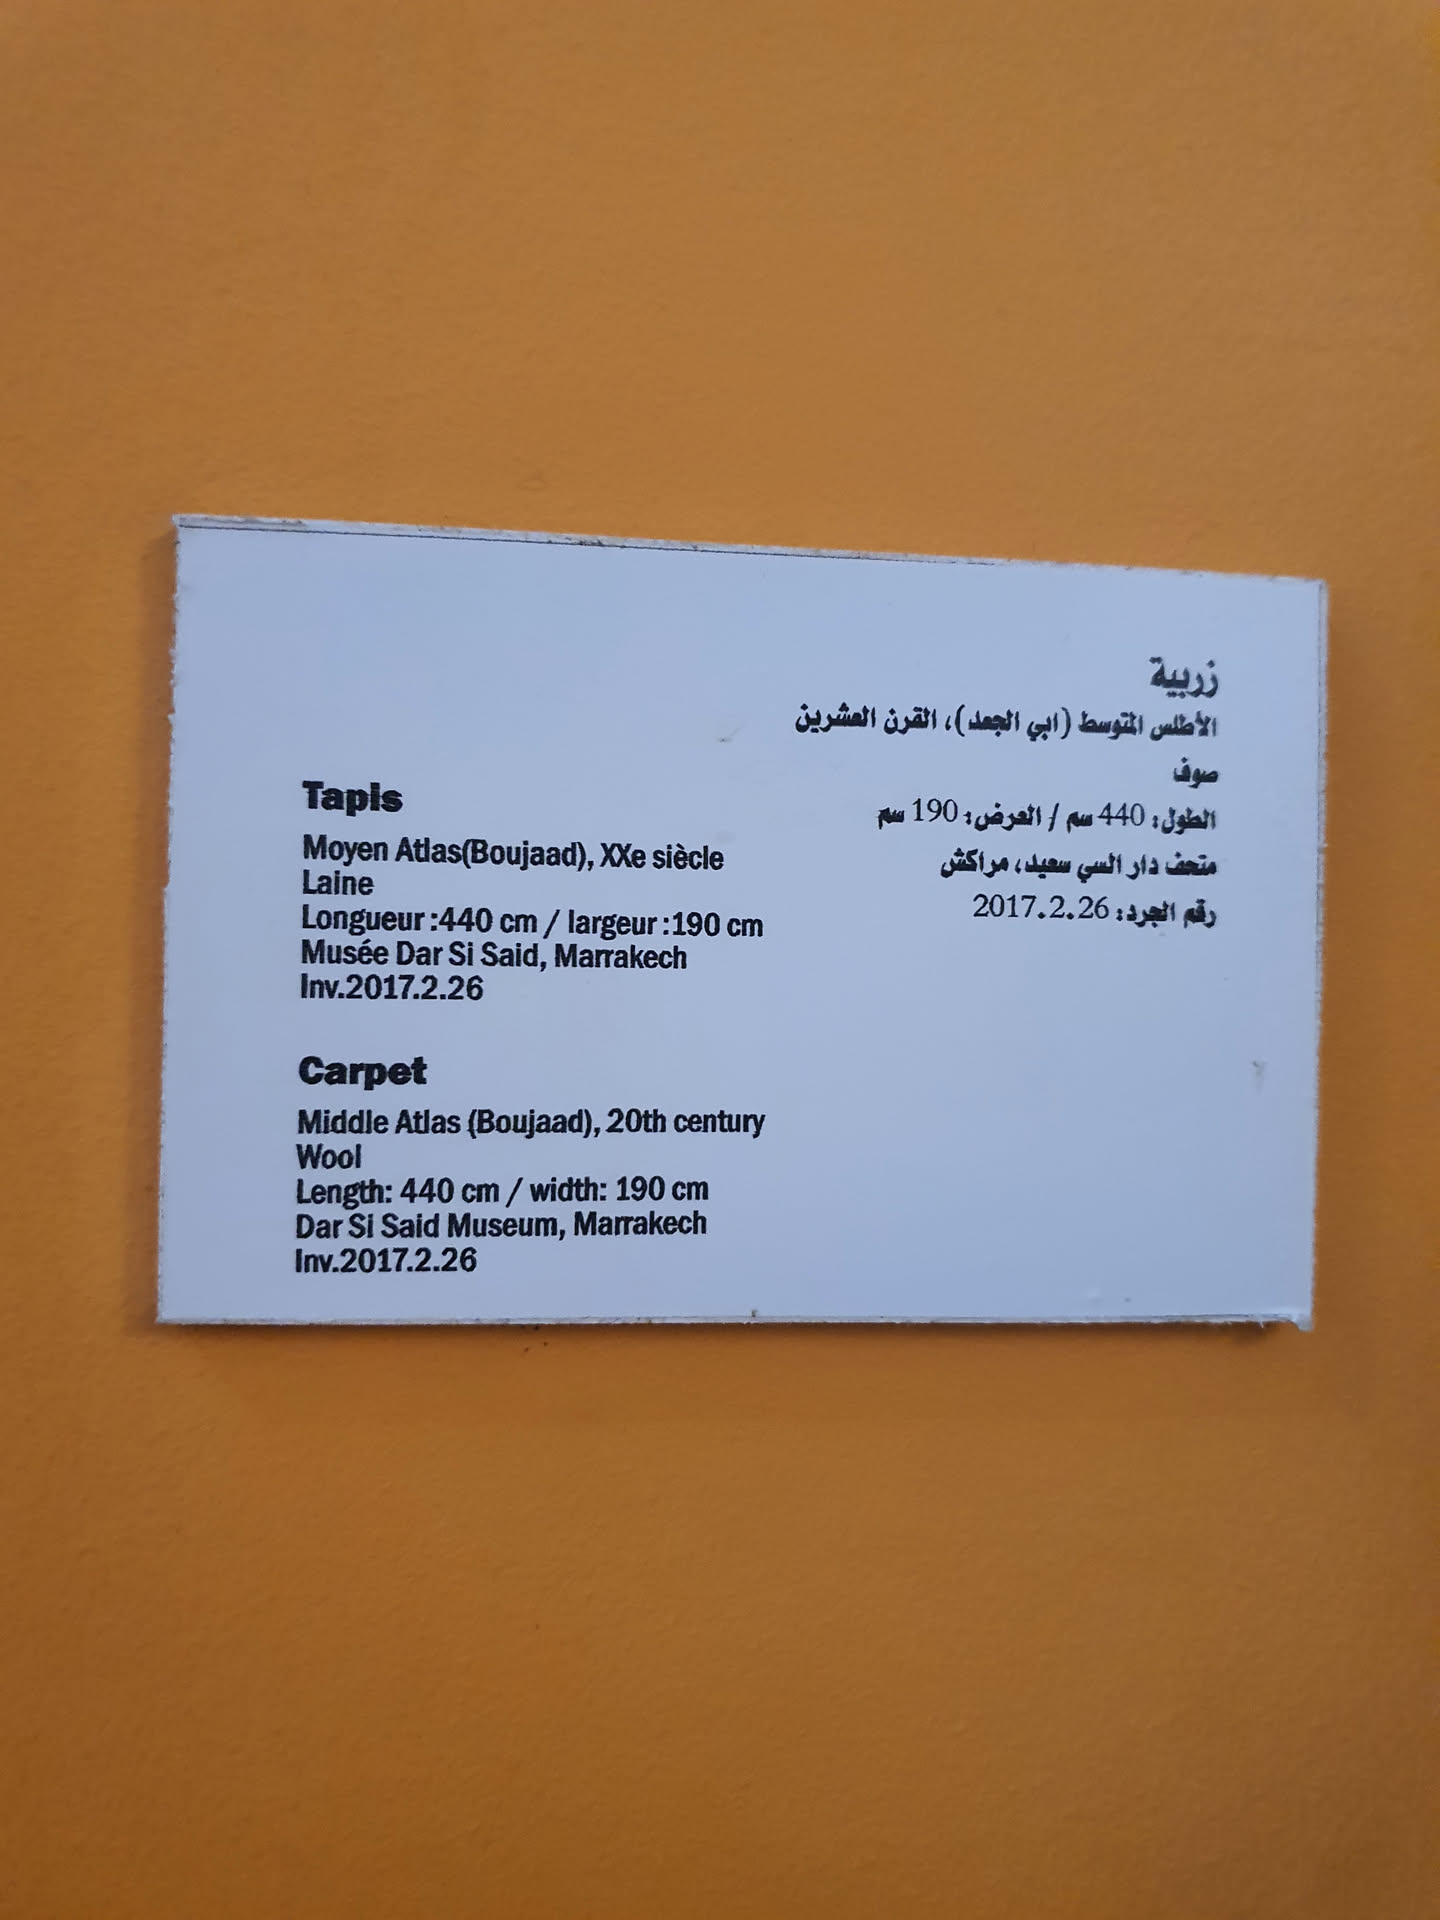 زربية
الأطلس المتوسط (ابي الجعد)، القرن العشرين
صوف
الطول: 440 سم / العرض: 190 سم
متحف دار السي سعيد، مراكش
رقم الجرد: 2017.2.26
Tapis
Moyen Atlas(Boujaad), XXe siècle
Laine
Longueur :440 cm / largeur :190 cm
Musée Dar Si Said, Marrakech
Inv.2017.2.26
Carpet
Middle Atlas (Boujaad), 20th century
Wool
Length: 440 cm / width: 190 cm
Dar Si Said Museum, Marrakech
Inv.2017.2.26